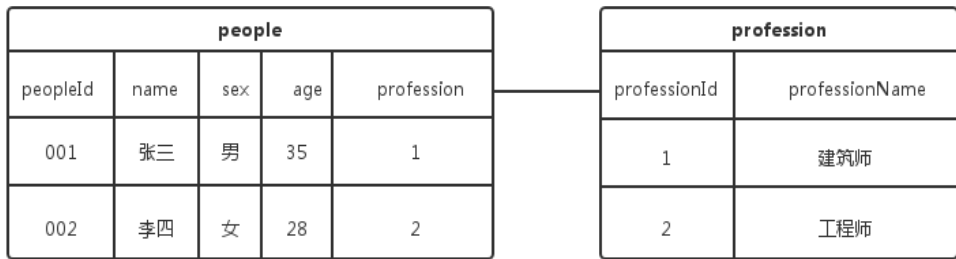 people
peopleId name sex age profession
001 张三 男 35 1
002 李四 女 28 2
profession
professionId professionName
1 建筑师
2 工程师